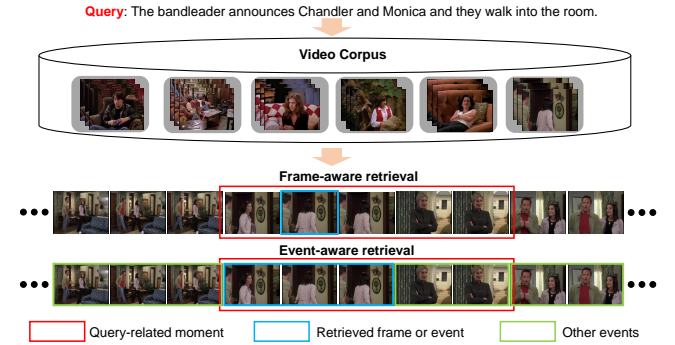 Query: The bandleader announces Chandler and Monica and they walk into the room.
Video Corpus
Frame-aware retrieval
Event-aware retrieval
Query-related moment
Retrieved frame or event
Other events